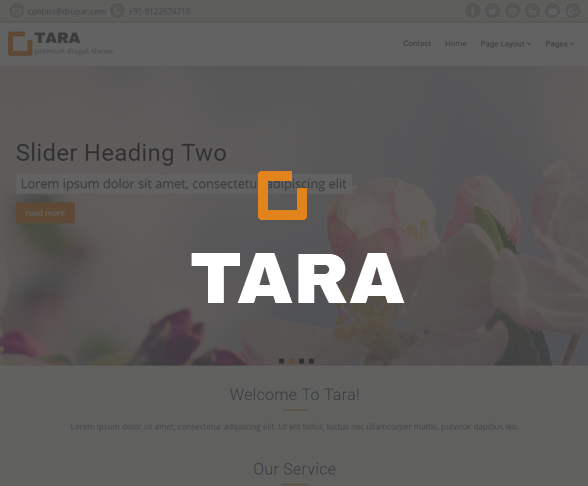 contact@drupar.com +91-9122574715
TARA
premium drupal theme
Contact Home Page Layout Pages
Slider Heading Two
Lorem ipsum dolor sit amet, consectetu adipiscing elit
read more
TARA
Welcome To Tara!
Lorem ipsum dolor sit amet, consectetur adipiscing elit. Ut elit tellus, luctus nec ullamcorper mattis, pulvinar dapibus leo.
Our Service